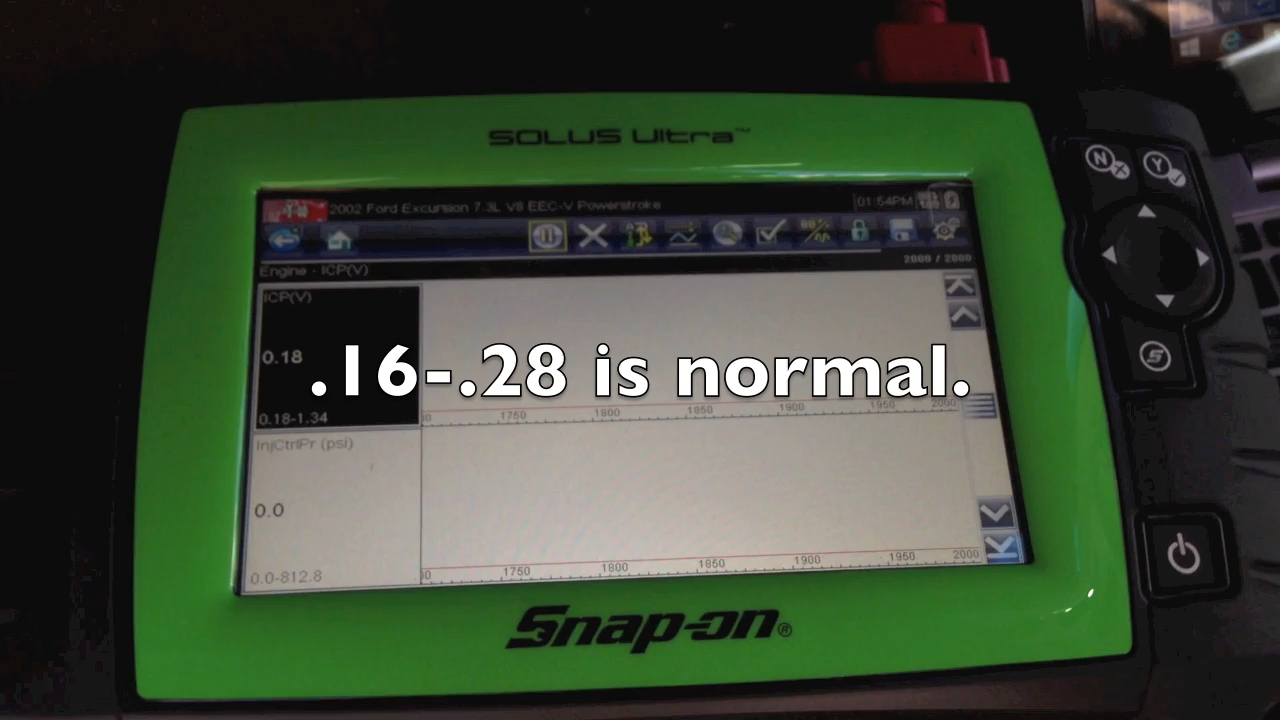 SOLUS Ultra™
2002 Ford Excursion 7.3L V8 EEC-V Powerstroke
01:54PM
Engine - ICP(V)
2000 / 2000
ICP(V)
0.18
.16-.28 is normal.
0.18-1.34
1750 1800 1850 1900 1950 2000
InjCtrlPr (psi)
0.0
0.0-812.8
1750 1800 1850 1900 1950 2000
Snap-on®
N
Y
S